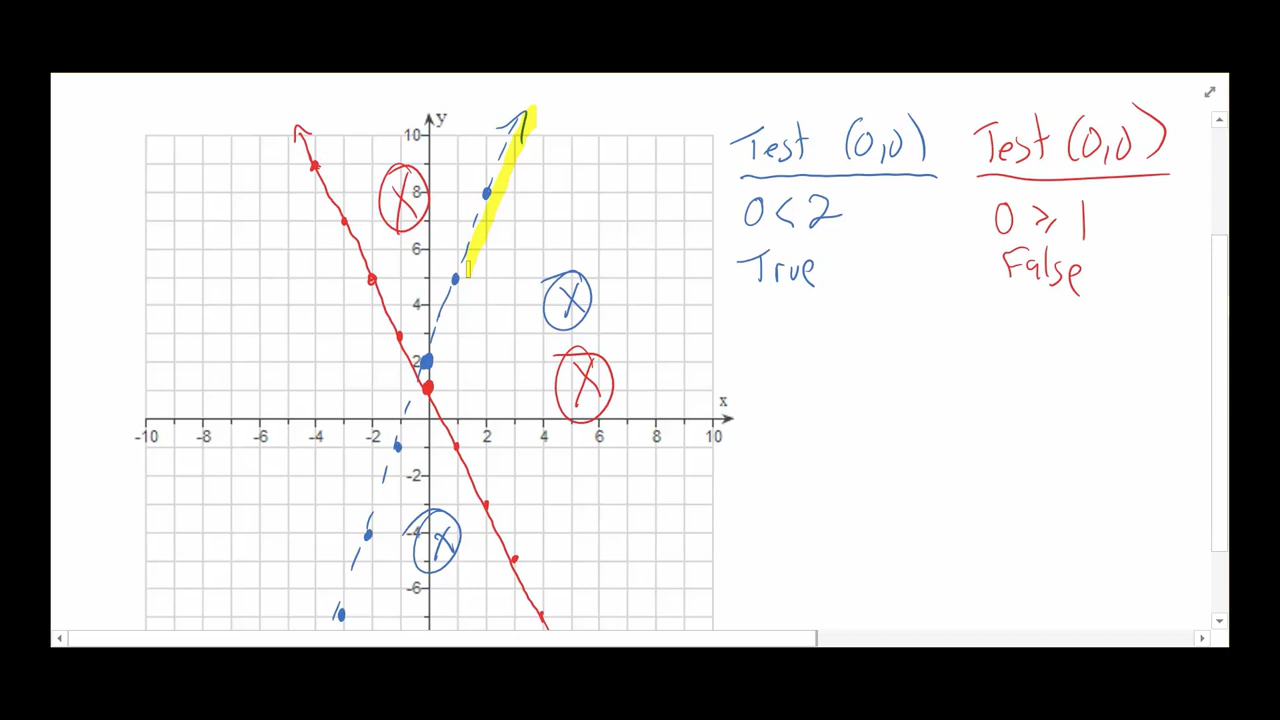 Test (0,0)
0 < 2
True
Test (0,0)
0 ≥ 1
False
y
10
8
6
4
2
x
-10 -8 -6 -4 -2 2 4 6 8 10
-2
-4
-6
X
X
X
X